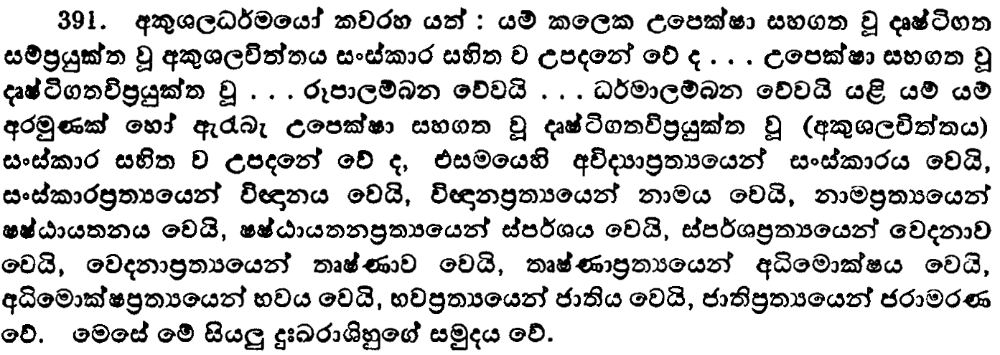 391. අකුශලධර්මයෝ කවරහ යත් : යම් කලෙක උපෙක්ෂා සහගත වූ දෘෂ්ටිගත
සම්ප්‍රයුක්ත වූ අකුශලචිත්තය සංස්කාර සහිත ව උපදනේ වේ ද . . . උපෙක්ෂා සහගත වූ
දෘෂ්ටිගතවිප්‍රයුක්ත වූ . . . රූපාලම්බන වේවයි . . . ධර්මාලම්බන වේවයි යළි යම් යම්
අරමුණක් හෝ ඇරැබැ උපෙක්ෂා සහගත වූ දෘෂ්ටිගතවිප්‍රයුක්ත වූ (අකුශලචිත්තය)
සංස්කාර සහිත ව උපදනේ වේ ද, එසමයෙහි අවිද්‍යාප්‍රත්‍යයෙන් සංස්කාරය වෙයි,
සංස්කාරප්‍රත්‍යයෙන් විඥානය වෙයි, විඥානප්‍රත්‍යයෙන් නාමය වෙයි, නාමප්‍රත්‍යයෙන්
ෂෂ්ඨායතනය වෙයි, ෂෂ්ඨායතනප්‍රත්‍යයෙන් ස්පර්ශය වෙයි, ස්පර්ශප්‍රත්‍යයෙන් වෙදනාව
වෙයි, වෙදනාප්‍රත්‍යයෙන් තෘෂ්ණාව වෙයි, තෘෂ්ණාප්‍රත්‍යයෙන් අධිමොක්ෂය වෙයි,
අධිමොක්ෂප්‍රත්‍යයෙන් භවය වෙයි, භවප්‍රත්‍යයෙන් ජාතිය වෙයි, ජාතිප්‍රත්‍යයෙන් ජරාමරණ
වේ. මෙසේ මේ සියලු දුඃඛරාශිහුගේ සමුදය වේ.